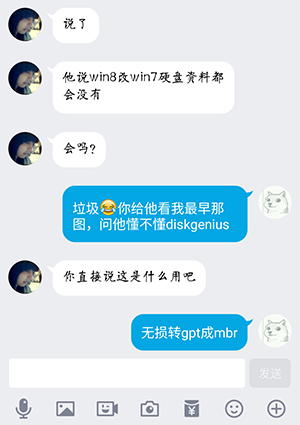 说了
他说win8改win7硬盘资料都
会没有
会吗?
垃圾😂你给他看我最早那
图，问他懂不懂diskgenius
你直接说这是什么用吧
无损转gpt成mbr
发送